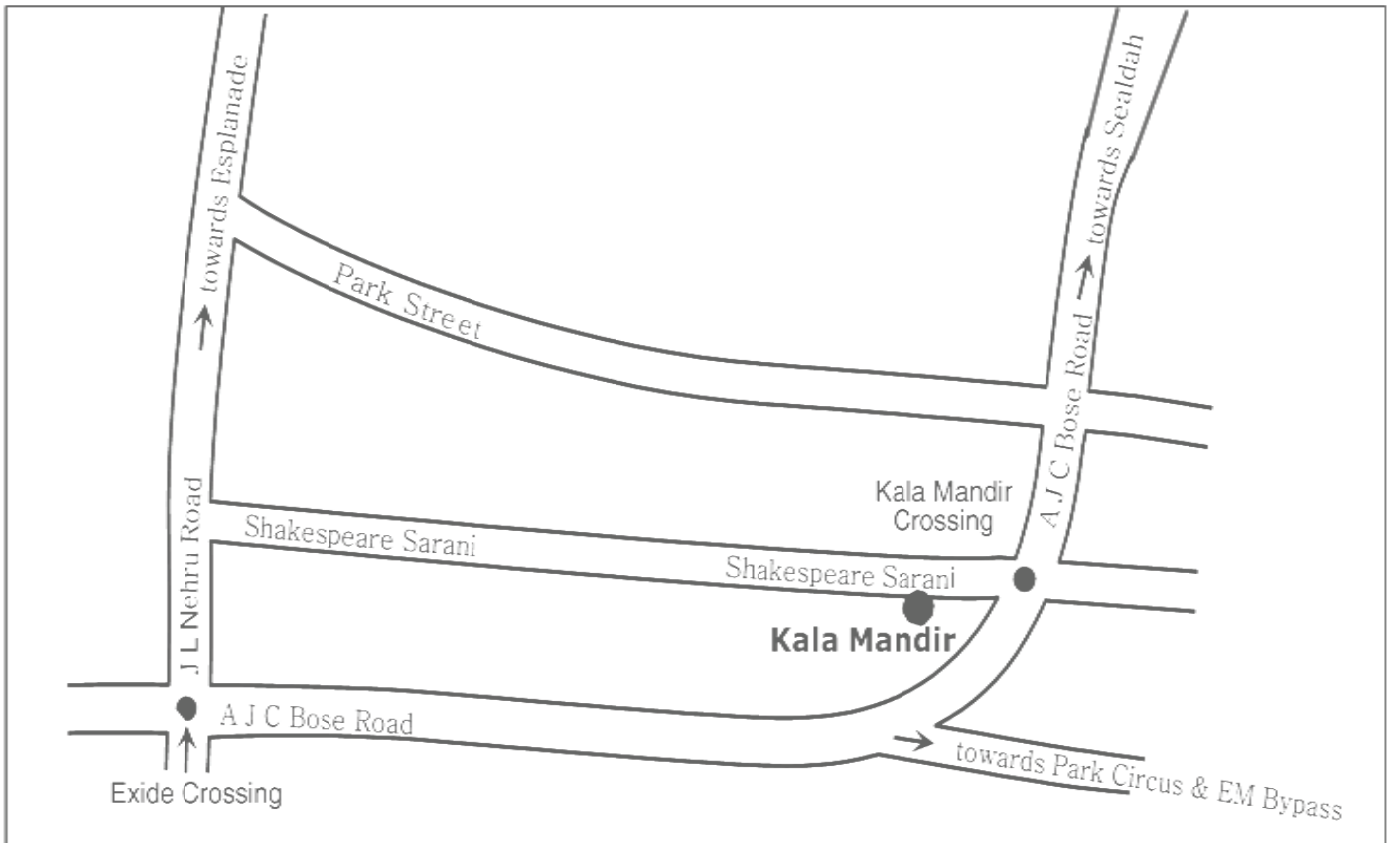 towards Esplanade
towards Sealdah
Park Street
A J C Bose Road
Kala Mandir
Crossing
J L Nehru Road
Shakespeare Sarani
Shakespeare Sarani
Kala Mandir
A J C Bose Road
towards Park Circus & EM Bypass
Exide Crossing